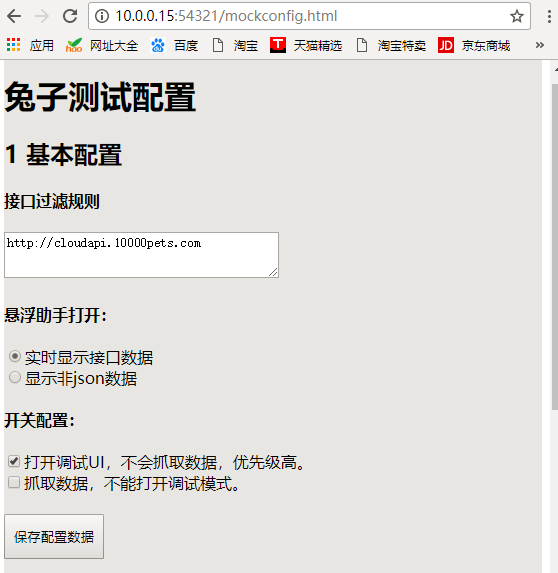 10.0.0.15:54321/mockconfig.html
应用 hao 网址大全 百度 淘宝 T 天猫精选 淘宝特卖 JD 京东商城 »
兔子测试配置
1 基本配置
接口过滤规则
http://cloudapi.10000pets.com
悬浮助手打开：
实时显示接口数据
显示非json数据
开关配置：
打开调试UI，不会抓取数据，优先级高。
抓取数据，不能打开调试模式。
保存配置数据